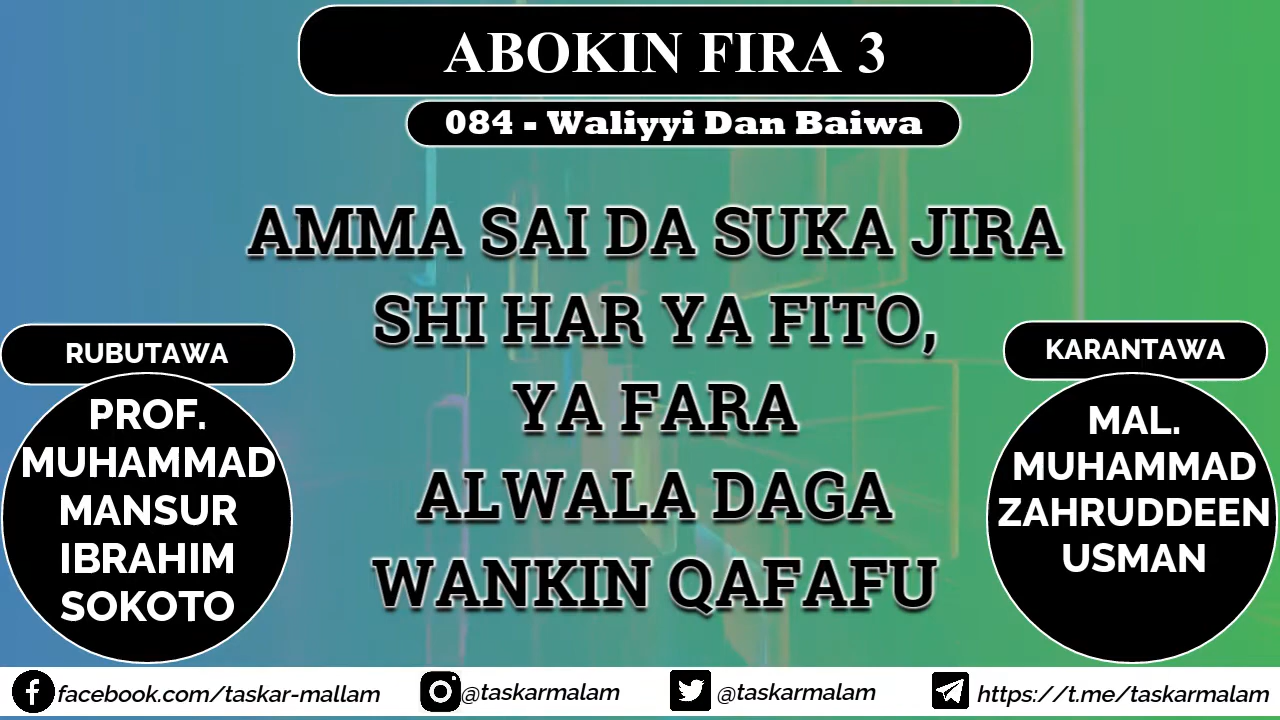 ABOKIN FIRA 3
084 - Waliyyi Dan Baiwa
AMMA SAI DA SUKA JIRA
SHI HAR YA FITO,
YA FARA
ALWALA DAGA
WANKIN QAFAFU
RUBUTAWA
PROF.
MUHAMMAD
MANSUR
IBRAHIM
SOKOTO
KARANTAWA
MAL.
MUHAMMAD
ZAHRUDDEEN
USMAN
facebook.com/taskar-mallam
@taskarmalam
@taskarmalam
https://t.me/taskarmalam